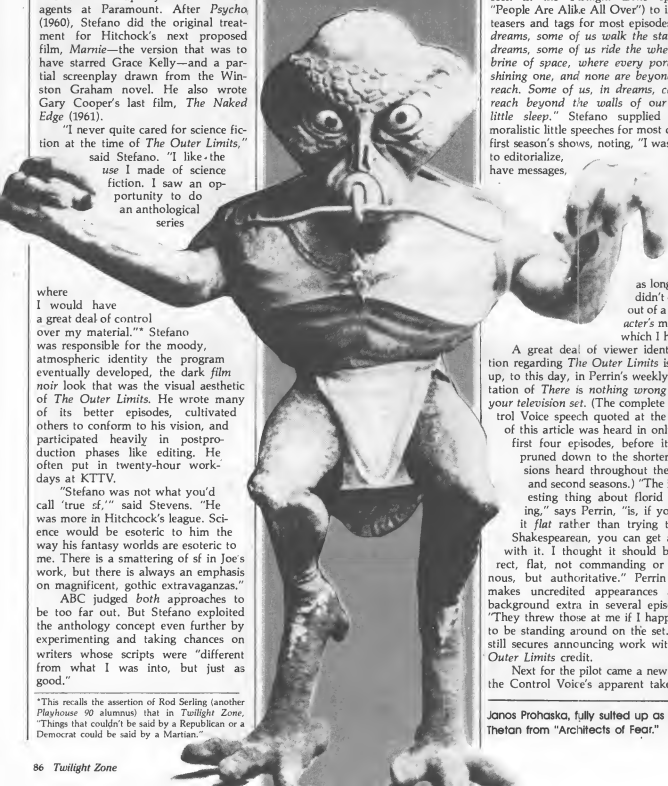 agents at Paramount. After Psycho
(1960), Stefano did the original treat-
ment for Hitchock's next proposed
film, Marnie—the version that was to
have starred Grace Kelly—and a par-
tial screenplay drawn from the Win-
ston Graham novel. He also wrote
Gary Cooper's last film, The Naked
Edge (1961).
"I never quite cared for science fic-
tion at the time of The Outer Limits,"
said Stefano. "I like the
use I made of science
fiction. I saw an op-
portunity to do
an anthological
series
where
I would have
a great deal of control
over my material."* Stefano
was responsible for the moody,
atmospheric identity the program
eventually developed, the dark film
noir look that was the visual aesthetic
of The Outer Limits. He wrote many
of its better episodes, cultivated
others to conform to his vision, and
participated heavily in postpro-
duction phases like editing. He
often put in twenty-hour work-
days at KTTV.
"Stefano was not what you'd
call 'true sf,'" said Stevens. "He
was more in Hitchcock's league. Sci-
ence would be esoteric to him the
way his fantasy worlds are esoteric to
me. There is a smattering of sf in Joe's
work, but there is always an emphasis
on magnificent, gothic extravaganzas."
ABC judged both approaches to
be too far out. But Stefano exploited
the anthology concept even further by
experimenting and taking chances on
writers whose scripts were "different
from what I was into, but just as
good."
*This recalls the assertion of Rod Serling (another
Playhouse 90 alumnus) that in Twilight Zone,
"Things that couldn't be said by a Republican or a
Democrat could be said by a Martian."
86 Twilight Zone
"People Are Alike All Over") to i
teasers and tags for most episodes
dreams, some of us walk the sta
dreams, some of us ride the whe
brine of space, where every por
shining one, and none are beyon
reach. Some of us, in dreams, c
reach beyond the walls of our
little sleep." Stefano supplied
moralistic little speeches for most o
first season's shows, noting, "I was
to editorialize,
have messages,
as long
didn't
out of a
acter's m
which I h
A great deal of viewer ident
tion regarding The Outer Limits is
up, to this day, in Perrin's weekly
tation of There is nothing wrong
your television set. (The complete
trol Voice speech quoted at the
of this article was heard in onl
first four episodes, before it
pruned down to the shorter
sions heard throughout the
and second seasons.) "The
esting thing about florid
ing," says Perrin, "is, if yo
it flat rather than trying t
Shakespearean, you can get
with it. I thought it should b
rect, flat, not commanding or
nous, but authoritative." Perrin
makes uncredited appearances
background extra in several epis
"They threw those at me if I happ
to be standing around on the set.
still secures announcing work wit
Outer Limits credit.
Next for the pilot came a new
the Control Voice's apparent take
Janos Prohaska, fully suited up as
Thetan from "Architects of Fear."